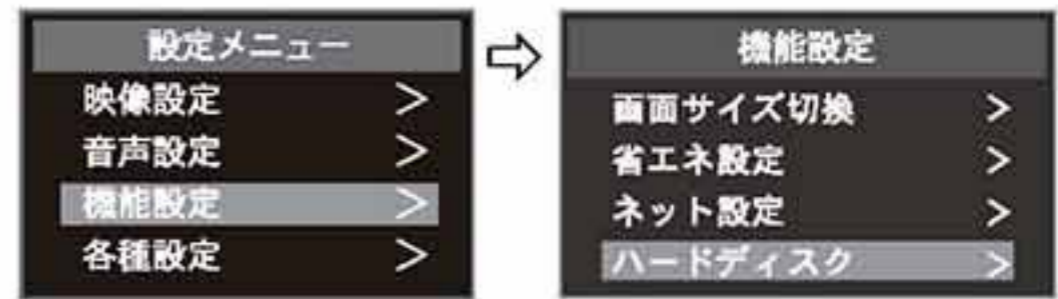 設定メニュー
映像設定 >
音声設定 >
機能設定 >
各種設定 >
機能設定
画面サイズ切換 >
省エネ設定 >
ネット設定 >
ハードディスク >